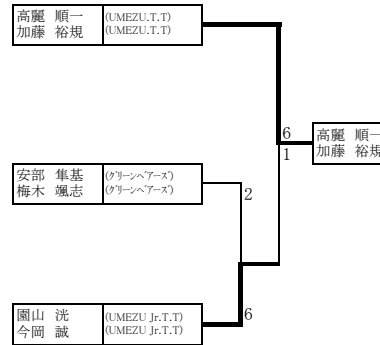 高麗 順一 (UMEZU.T.T)
加藤 裕規 (UMEZU.T.T)
6
1
高麗 順一
加藤 裕規
安部 隼基 (グリーンベアーズ)
梅木 颯志 (グリーンベアーズ)
2
6
園山 洸 (UMEZU Jr.T.T)
今岡 誠 (UMEZU Jr.T.T)